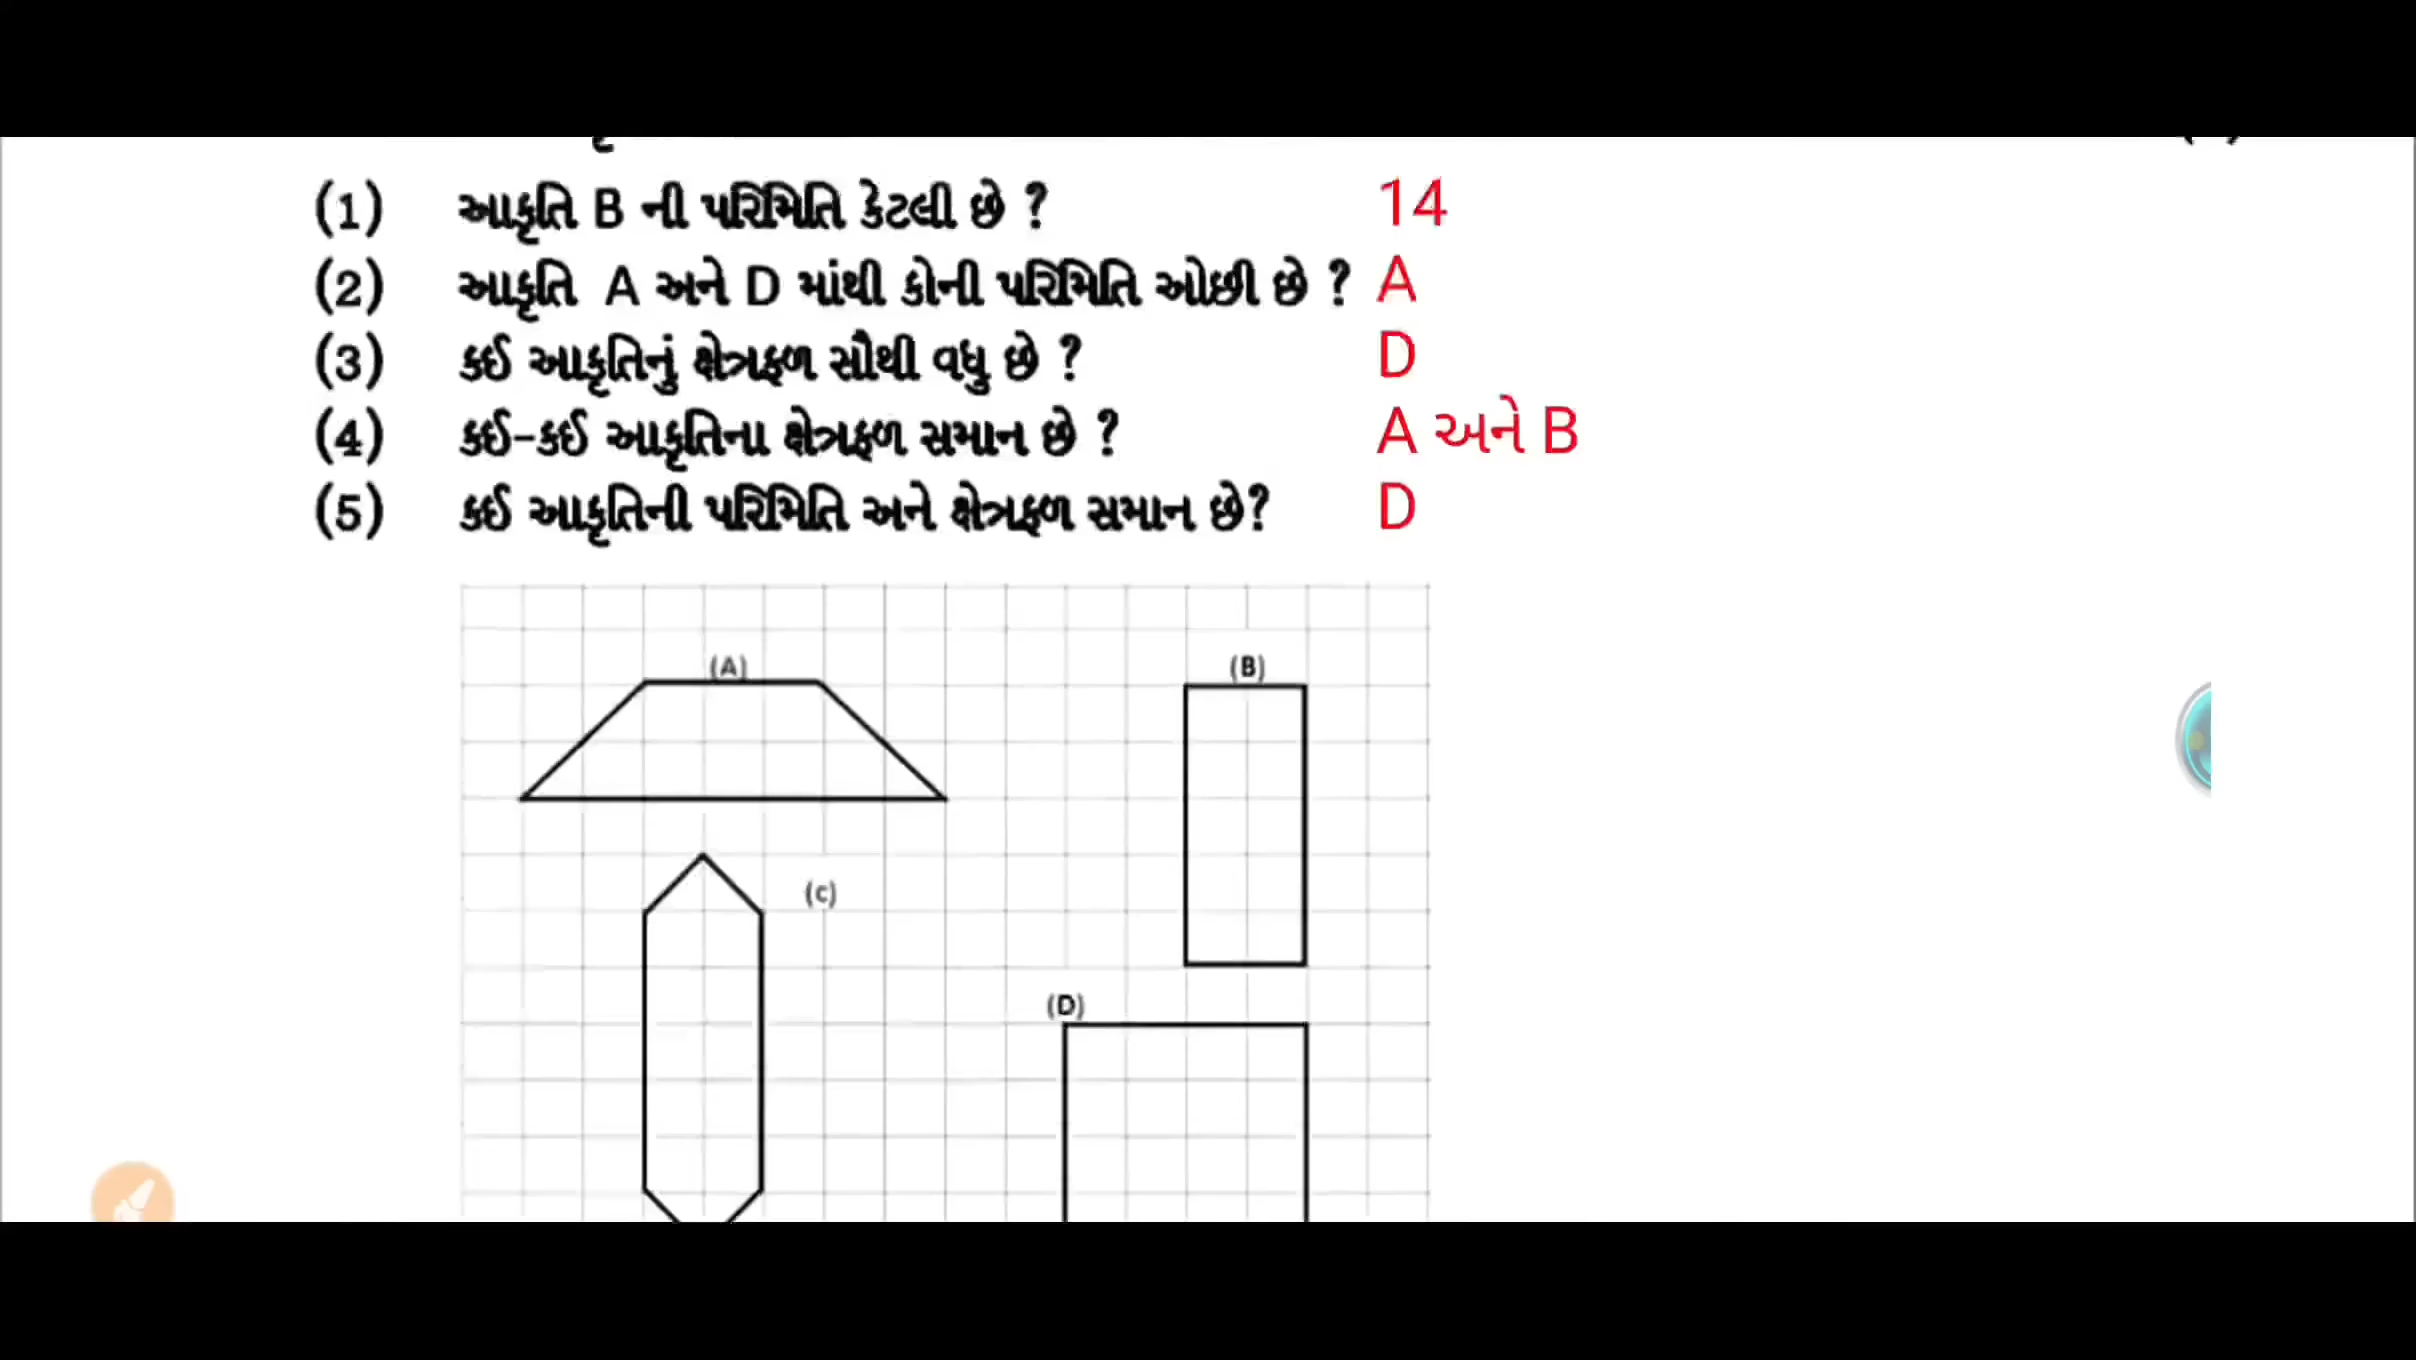 (1) આકૃતિ B ની પરિમિતિ કેટલી છે ? 14
(2) આકૃતિ A અને D માંથી કોની પરિમિતિ ઓછી છે ? A
(3) કઈ આકૃતિનું ક્ષેત્રફળ સૌથી વધુ છે ? D
(4) કઈ-કઈ આકૃતિના ક્ષેત્રફળ સમાન છે ? A અને B
(5) કઈ આકૃતિની પરિમિતિ અને ક્ષેત્રફળ સમાન છે? D
(A) (B)
(c)
(D)